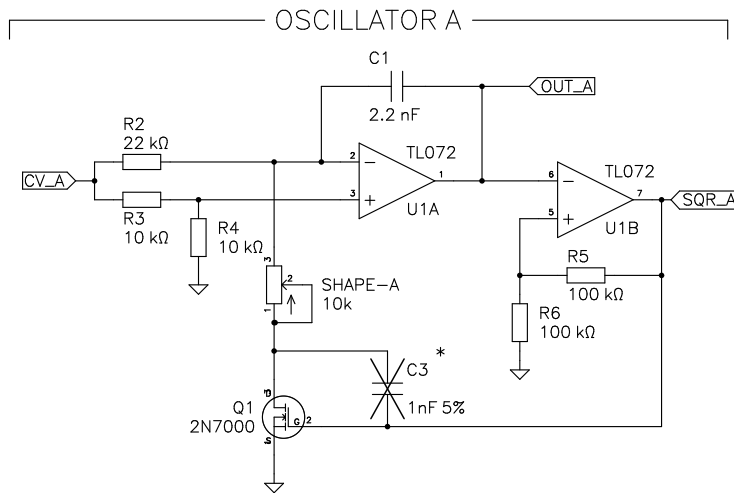 OSCILLATOR A
C1
2.2 nF
OUT_A
R2
22 kΩ
TL072
2
1
3
U1A
CV_A
R3
10 kΩ
R4
10 kΩ
TL072
6
7
5
U1B
SQR_A
R5
100 kΩ
R6
100 kΩ
3
2
1
SHAPE-A
10k
*
C3
1nF 5%
Q1
2N7000
3
D
G
2
S